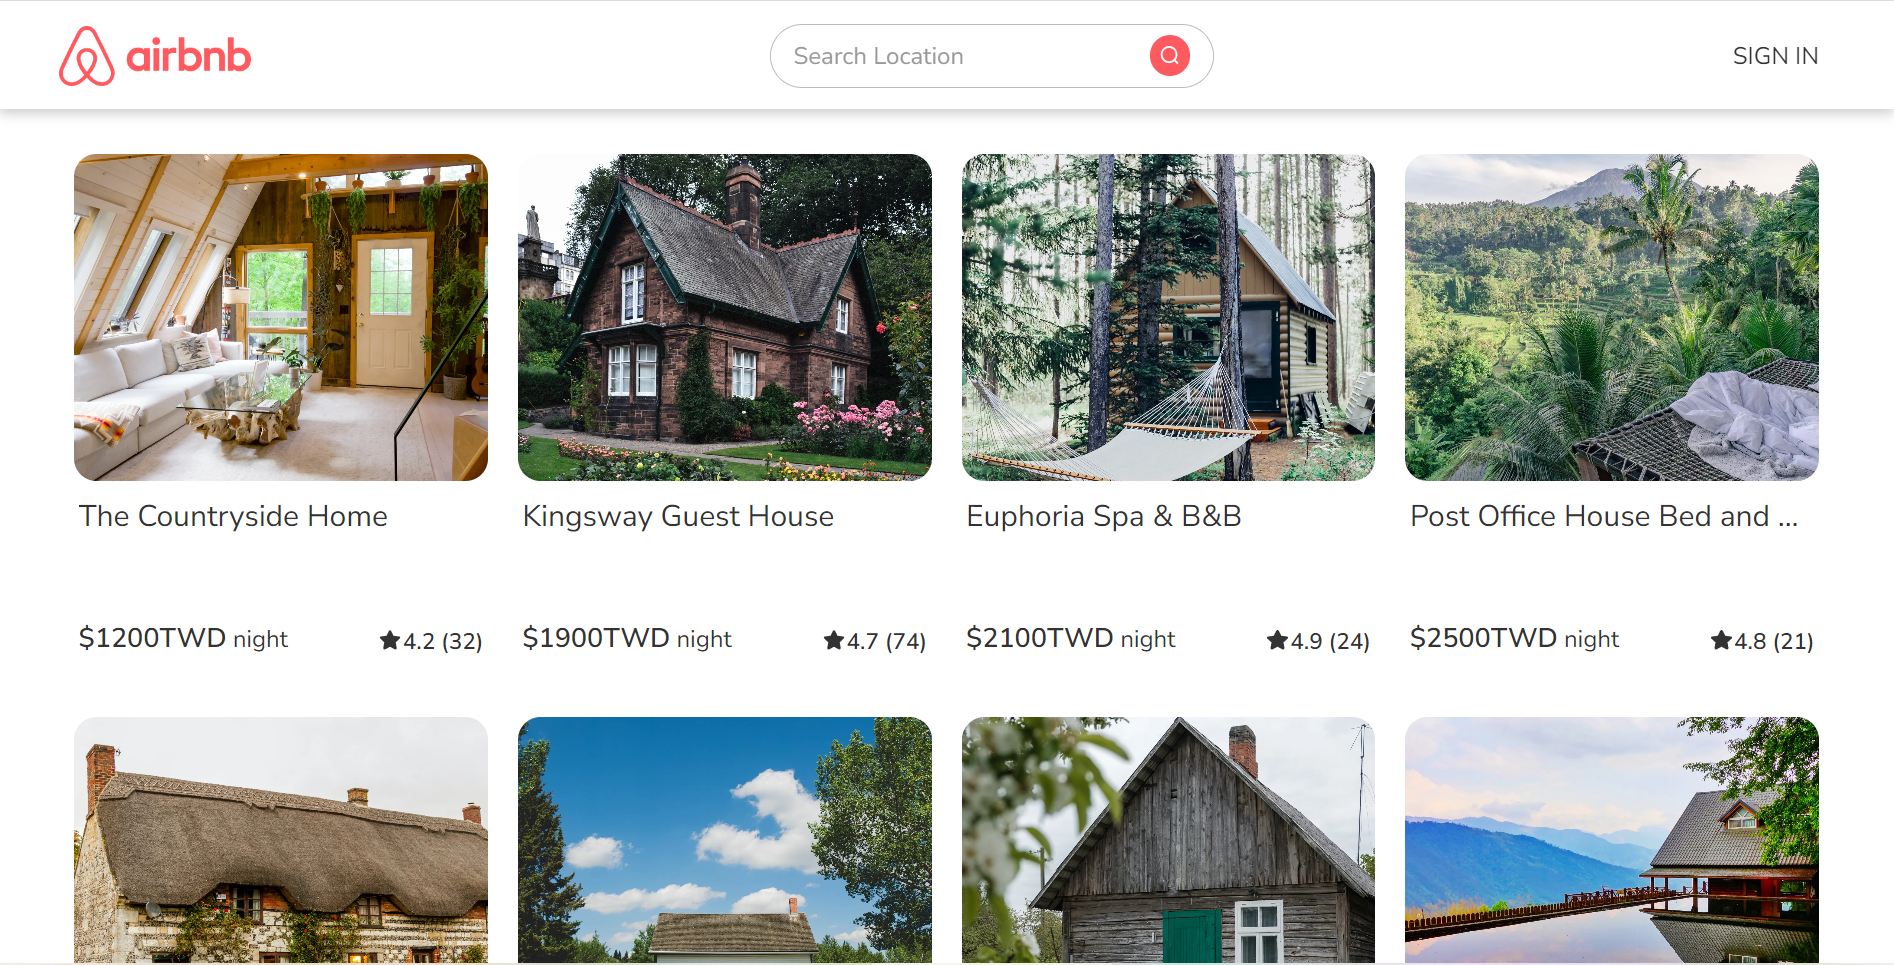 airbnb
Search Location
SIGN IN
The Countryside Home
Kingsway Guest House
Euphoria Spa & B&B
Post Office House Bed and ...
$1200TWD night
4.2 (32)
$1900TWD night
4.7 (74)
$2100TWD night
4.9 (24)
$2500TWD night
4.8 (21)